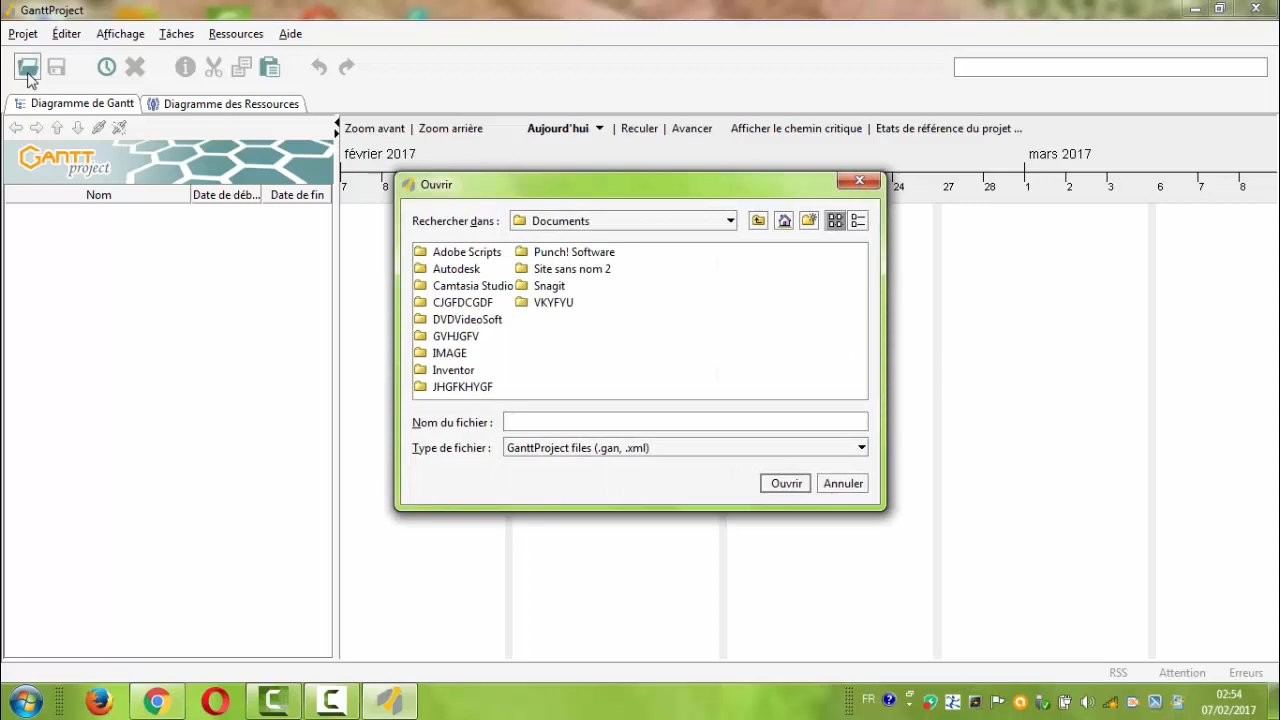 GanttProject
Projet Éditer Affichage Tâches Ressources Aide
Diagramme de Gantt Diagramme des Ressources
Zoom avant | Zoom arrière Aujourd'hui | Reculer | Avancer Afficher le chemin critique | Etats de référence du projet ...
GANTT project
février 2017 mars 2017
7 8 24 27 28 1 2 3 6 7 8
Nom Date de déb... Date de fin
Ouvrir
Rechercher dans : Documents
Adobe Scripts Punch! Software
Autodesk Site sans nom 2
Camtasia Studio Snagit
CJGFDCGDF VKYFYU
DVDVideoSoft
GVHJGFV
IMAGE
Inventor
JHGFKHYGF
Nom du fichier :
Type de fichier : GanttProject files (.gan, .xml)
Ouvrir Annuler
RSS Attention Erreurs
FR 02:54
07/02/2017